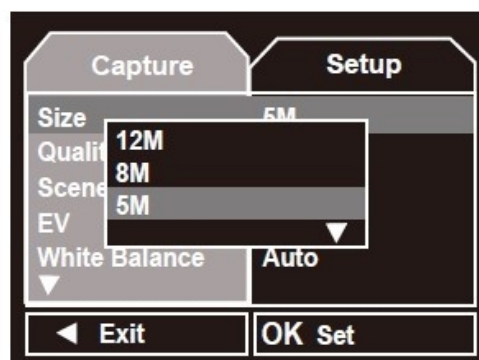 Capture Setup
Size 5M
12M
Qualit
8M
Scene
5M
EV
White Balance Auto
Exit OK Set